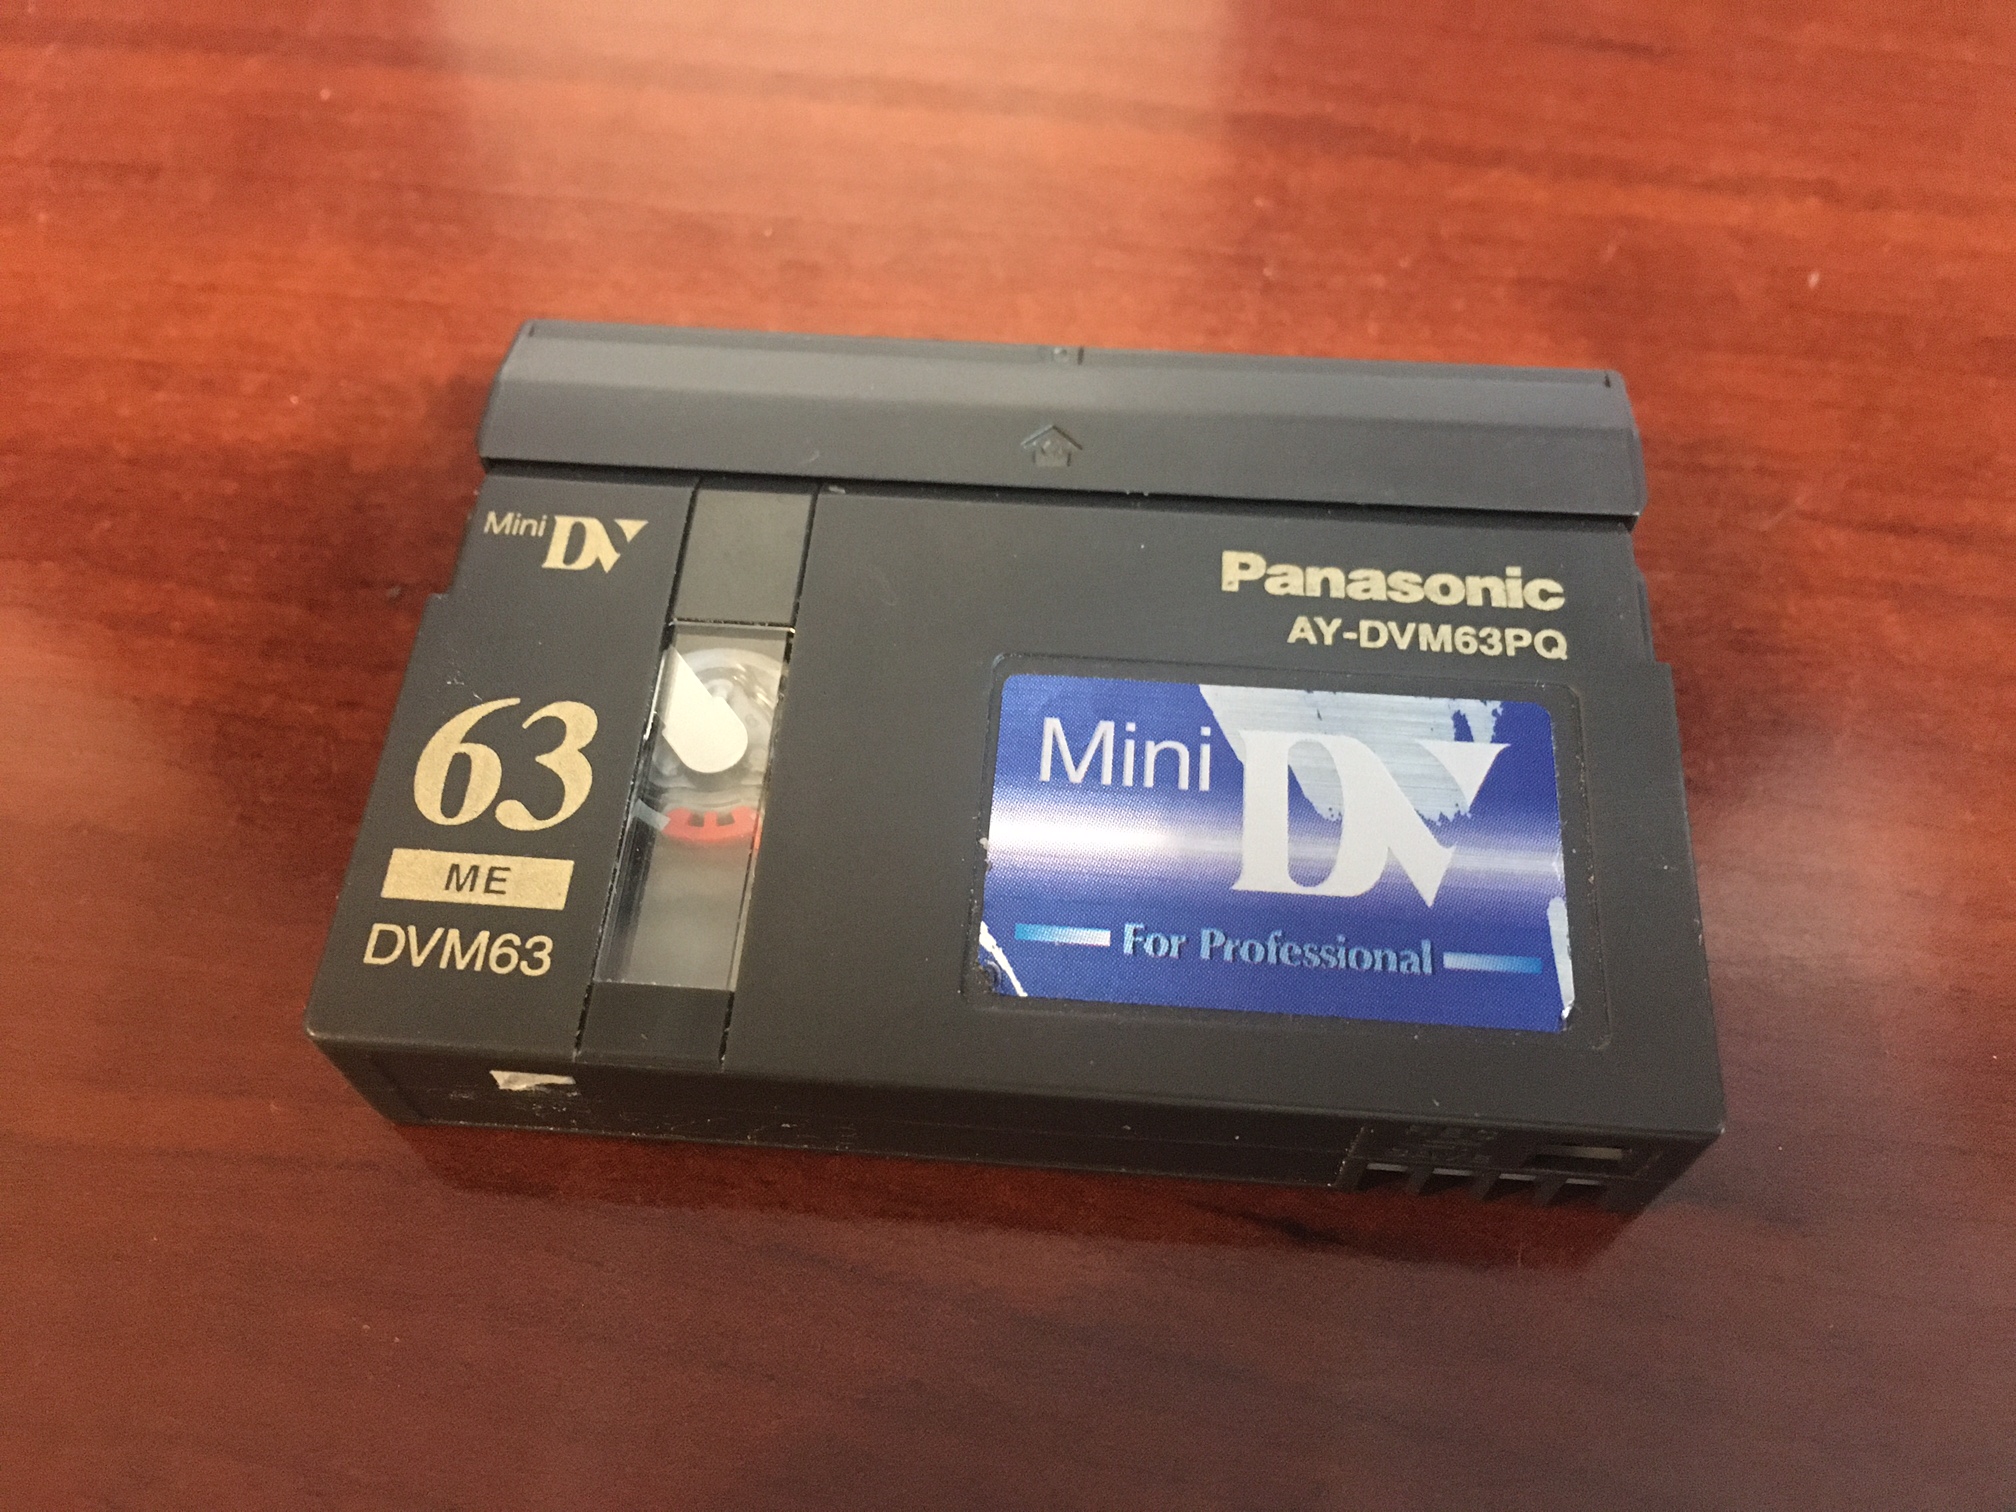 Mini DV
63
ME
DVM63
Panasonic
AY-DVM63PQ
Mini DV
For Professional